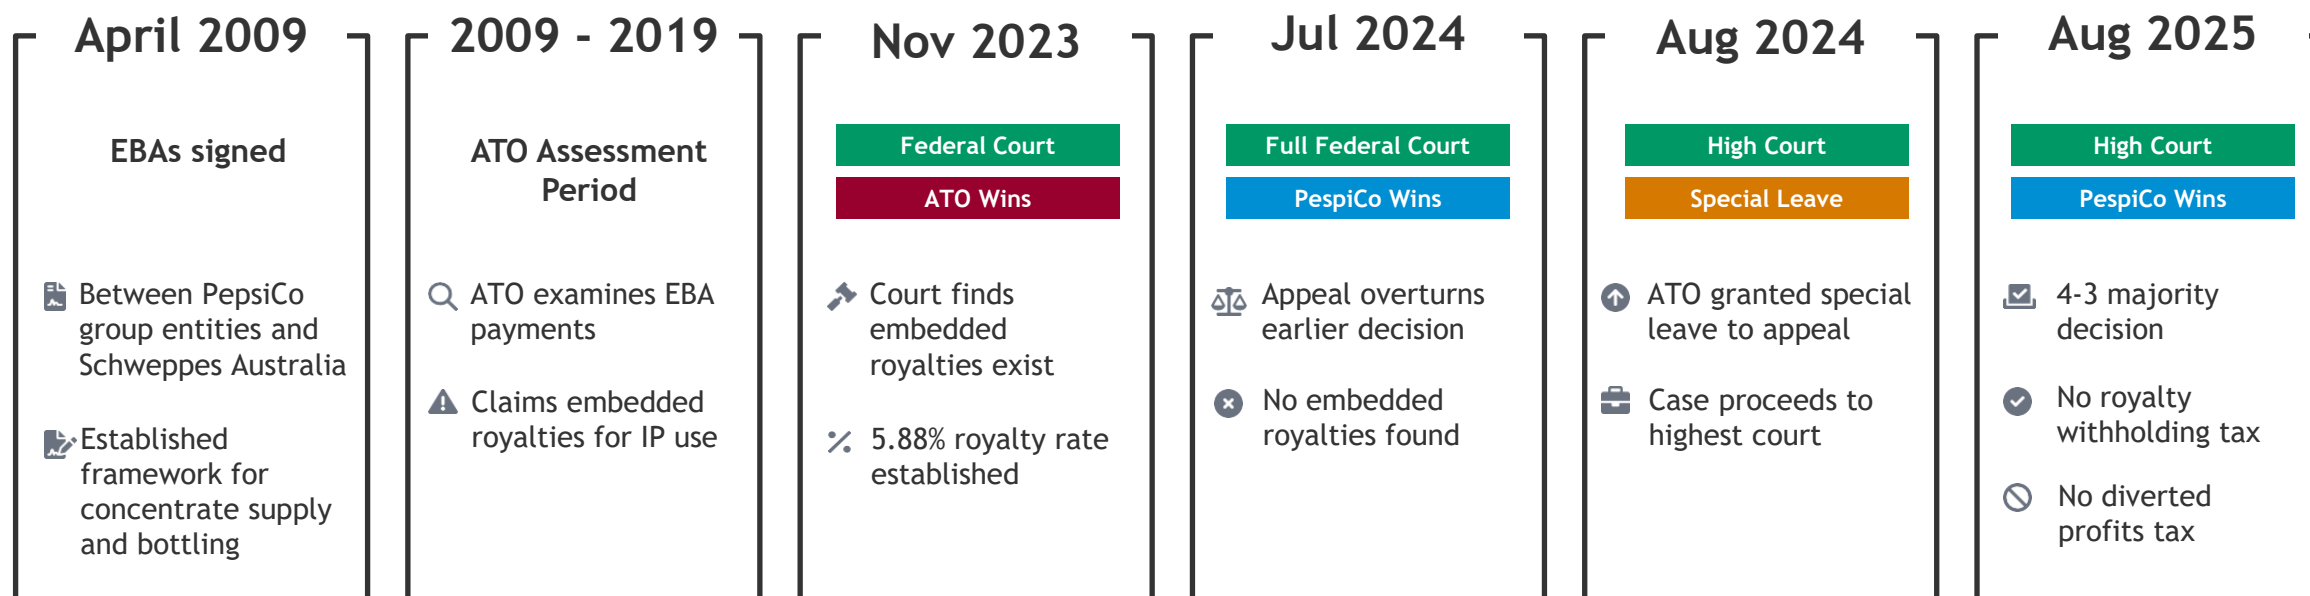 April 2009
EBAs signed
Between PepsiCo
group entities and
Schweppes Australia
Established
framework for
concentrate supply
and bottling
2009 - 2019
ATO Assessment
Period
ATO examines EBA
payments
Claims embedded
royalties for IP use
Nov 2023
Federal Court
ATO Wins
Court finds
embedded
royalties exist
5.88% royalty rate
established
Jul 2024
Full Federal Court
PespiCo Wins
Appeal overturns
earlier decision
No embedded
royalties found
Aug 2024
High Court
Special Leave
ATO granted special
leave to appeal
Case proceeds to
highest court
Aug 2025
High Court
PespiCo Wins
4-3 majority
decision
No royalty
withholding tax
No diverted
profits tax